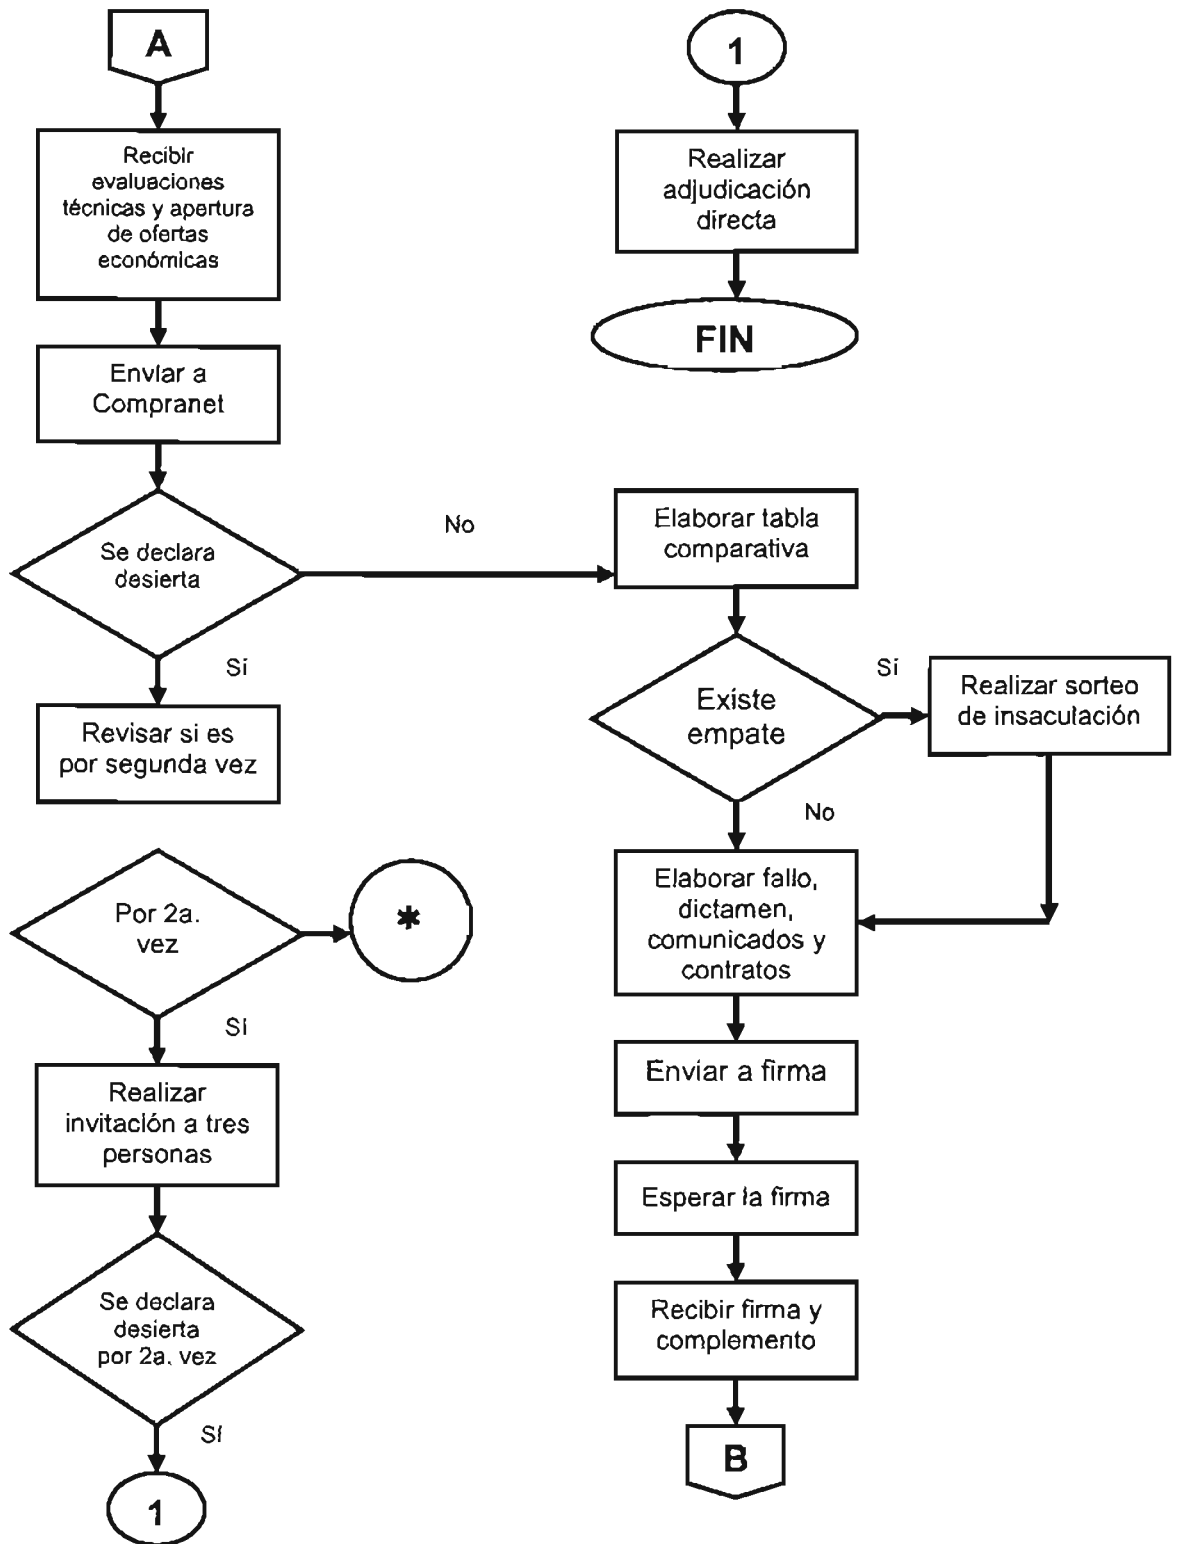 A
Recibir
evaluaciones
técnicas y apertura
de ofertas
económicas
Enviar a
Compranet
Se declara
desierta
No
Sí
Revisar si es
por segunda vez
Por 2a.
vez
*
Sí
Realizar
invitación a tres
personas
Se declara
desierta
por 2a. vez
Sí
1
1
Realizar
adjudicación
directa
FIN
Elaborar tabla
comparativa
Existe
empate
Sí
Realizar sorteo
de insaculación
No
Elaborar fallo,
dictamen,
comunicados y
contratos
Enviar a firma
Esperar la firma
Recibir firma y
complemento
B